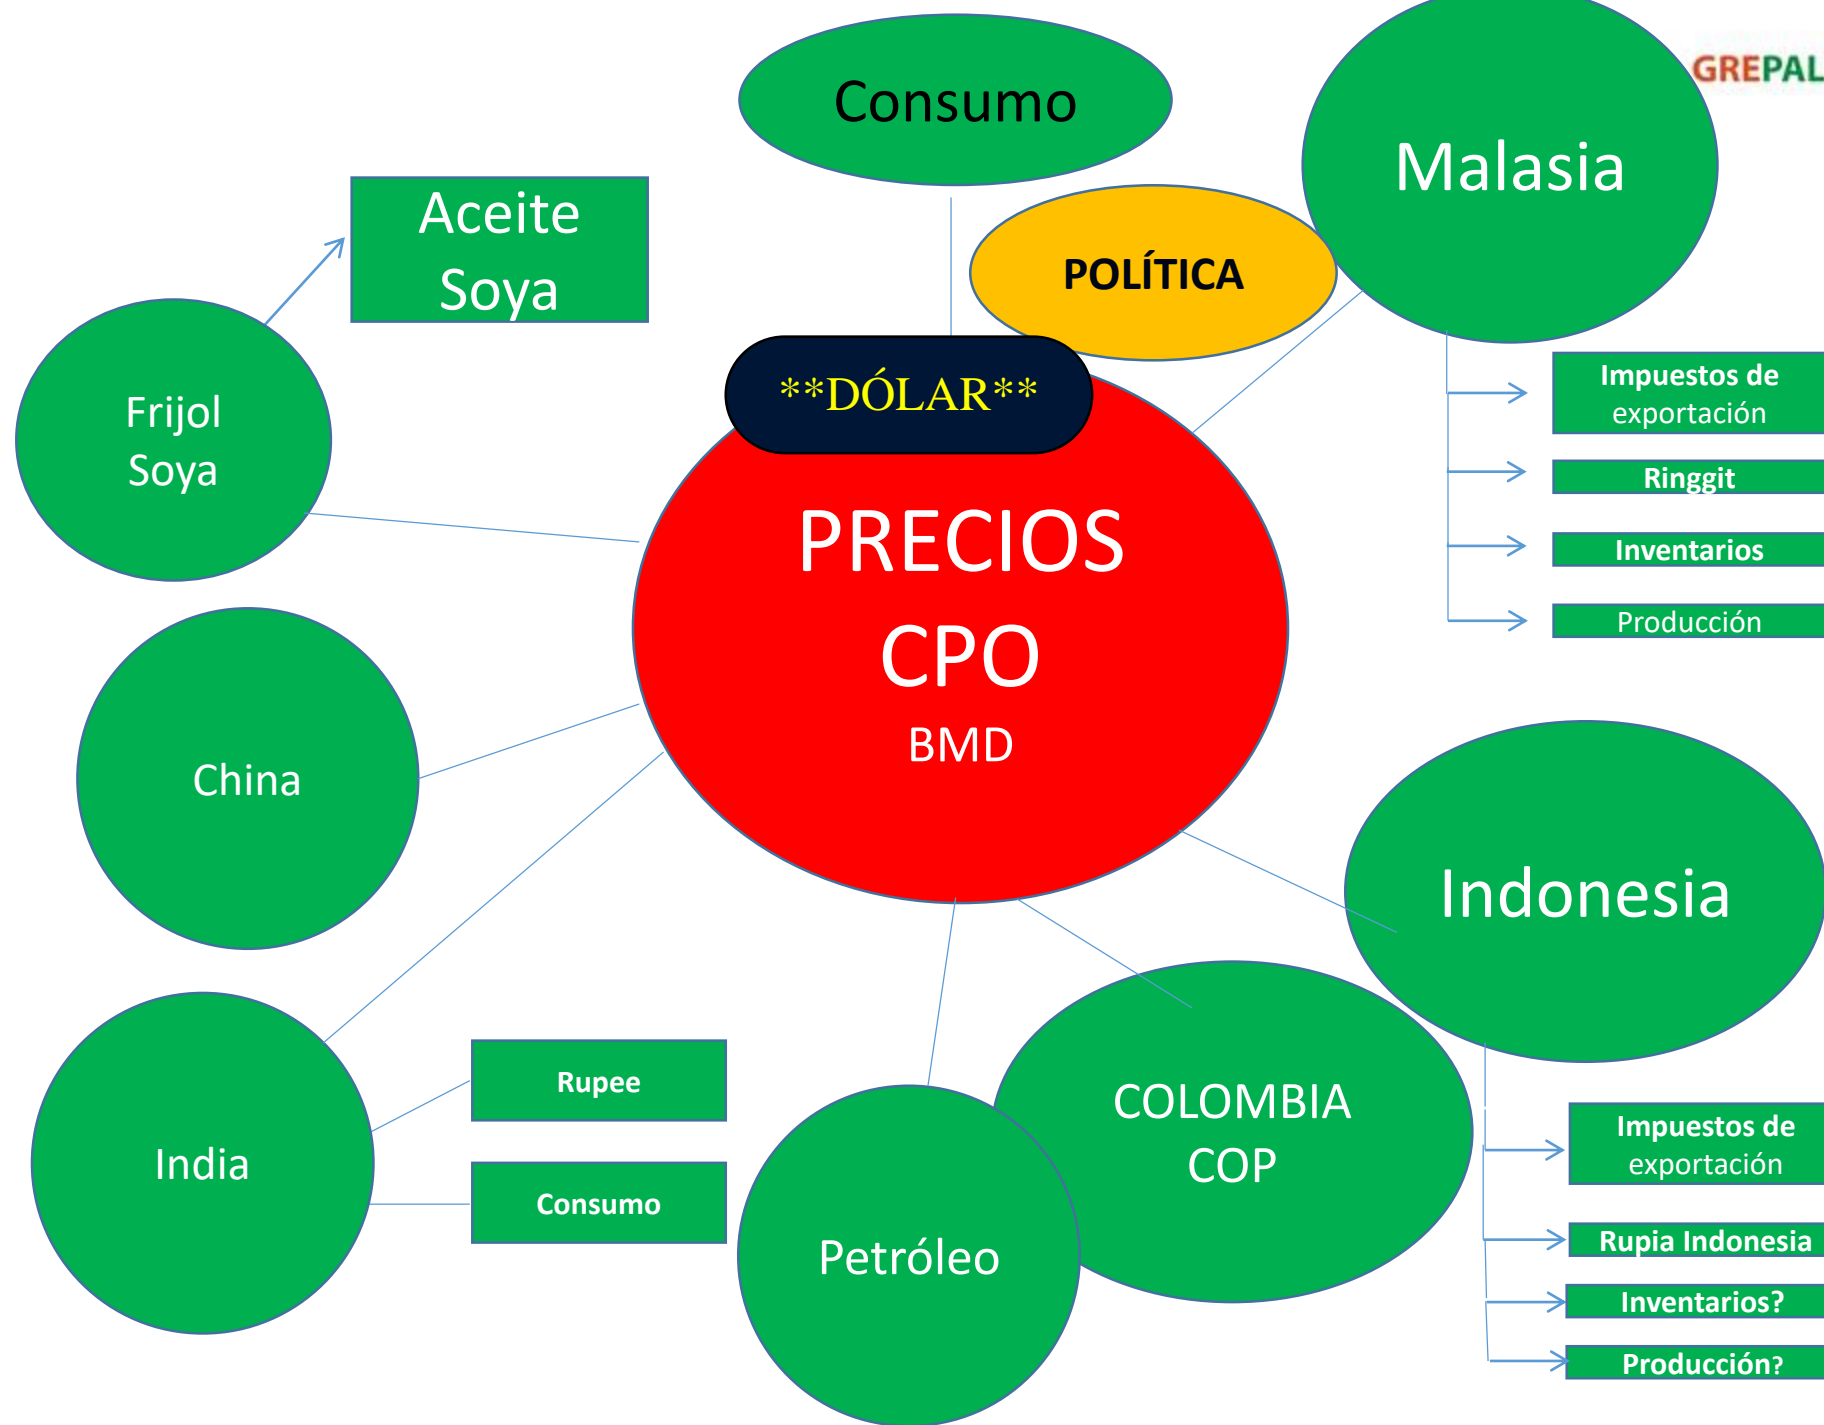 Consumo
GREPAL
Malasia
Aceite
Soya
POLÍTICA
**DÓLAR**
Frijol
Soya
Impuestos de
exportación
Ringgit
Inventarios
Producción
PRECIOS
CPO
BMD
China
Indonesia
India
Rupee
Consumo
COLOMBIA
COP
Petróleo
Impuestos de
exportación
Rupia Indonesia
Inventarios?
Producción?